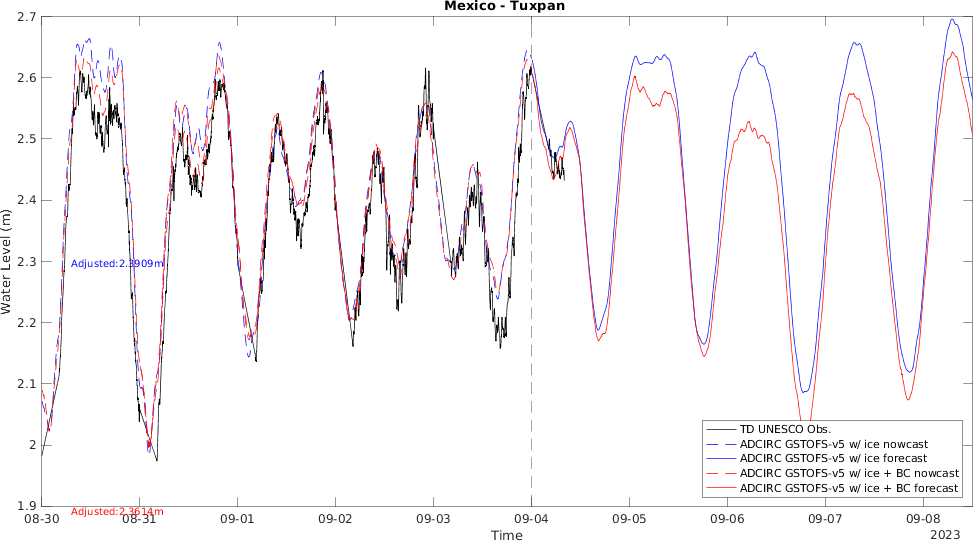 Mexico - Tuxpan
Water Level (m)
2.7
2.6
2.5
2.4
2.3
2.2
2.1
2
1.9
Adjusted:2.3909m
Adjusted:2.3614m
TD UNESCO Obs.
ADCIRC GSTOFS-v5 w/ ice nowcast
ADCIRC GSTOFS-v5 w/ ice forecast
ADCIRC GSTOFS-v5 w/ ice + BC nowcast
ADCIRC GSTOFS-v5 w/ ice + BC forecast
08-30 08-31 09-01 09-02 09-03 09-04 09-05 09-06 09-07 09-08
Time
2023